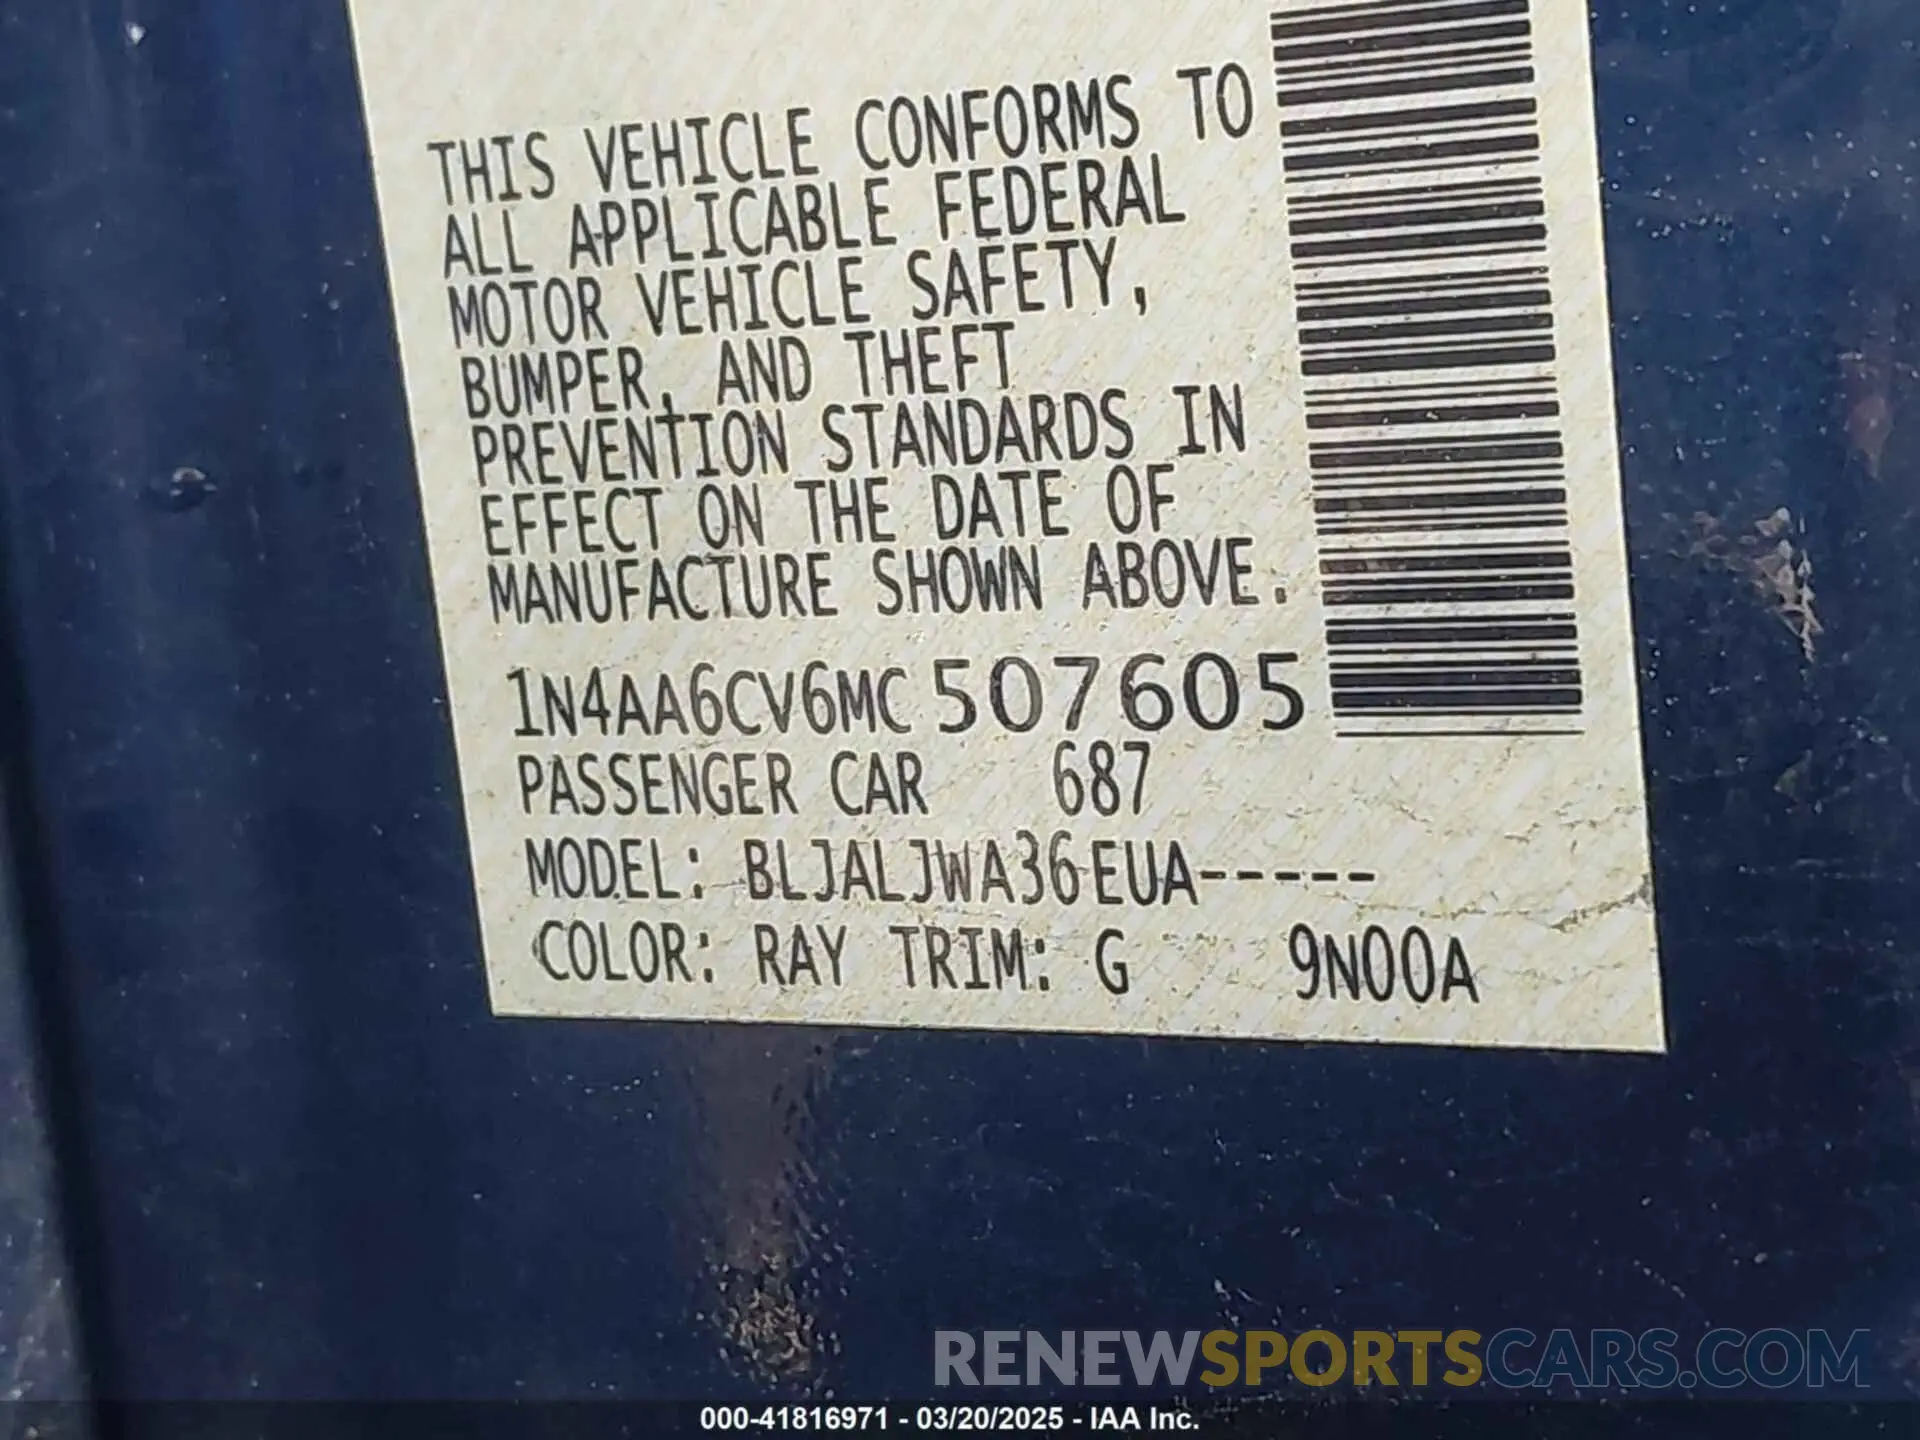 THIS VEHICLE CONFORMS TO
ALL APPLICABLE FEDERAL
MOTOR VEHICLE SAFETY,
BUMPER, AND THEFT
PREVENTION STANDARDS IN
EFFECT ON THE DATE OF
MANUFACTURE SHOWN ABOVE.
1N4AA6CV6MC507605
PASSENGER CAR 687
MODEL: BLJALJWA36EUA-----
COLOR: RAY TRIM: G 9N00A
RENEWSPORTSCARS.COM
000-41816971 - 03/20/2025 - IAA Inc.